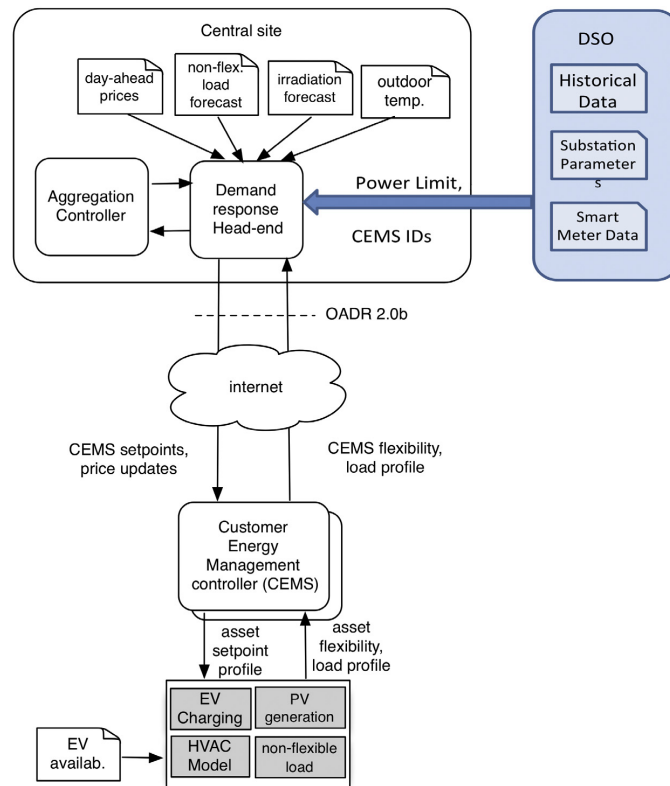 Central site
day-ahead
prices
non-flex.
load
forecast
irradiation
forecast
outdoor
temp.
Aggregation
Controller
Demand
response
Head-end
Power Limit,
CEMS IDs
DSO
Historical
Data
Substation
Parameter
s
Smart
Meter Data
OADR 2.0b
internet
CEMS setpoints,
price updates
CEMS flexibility,
load profile
Customer
Energy
Management
controller (CEMS)
asset
setpoint
profile
asset
flexibility,
load profile
EV
Charging
PV
generation
HVAC
Model
non-flexible
load
EV
availab.